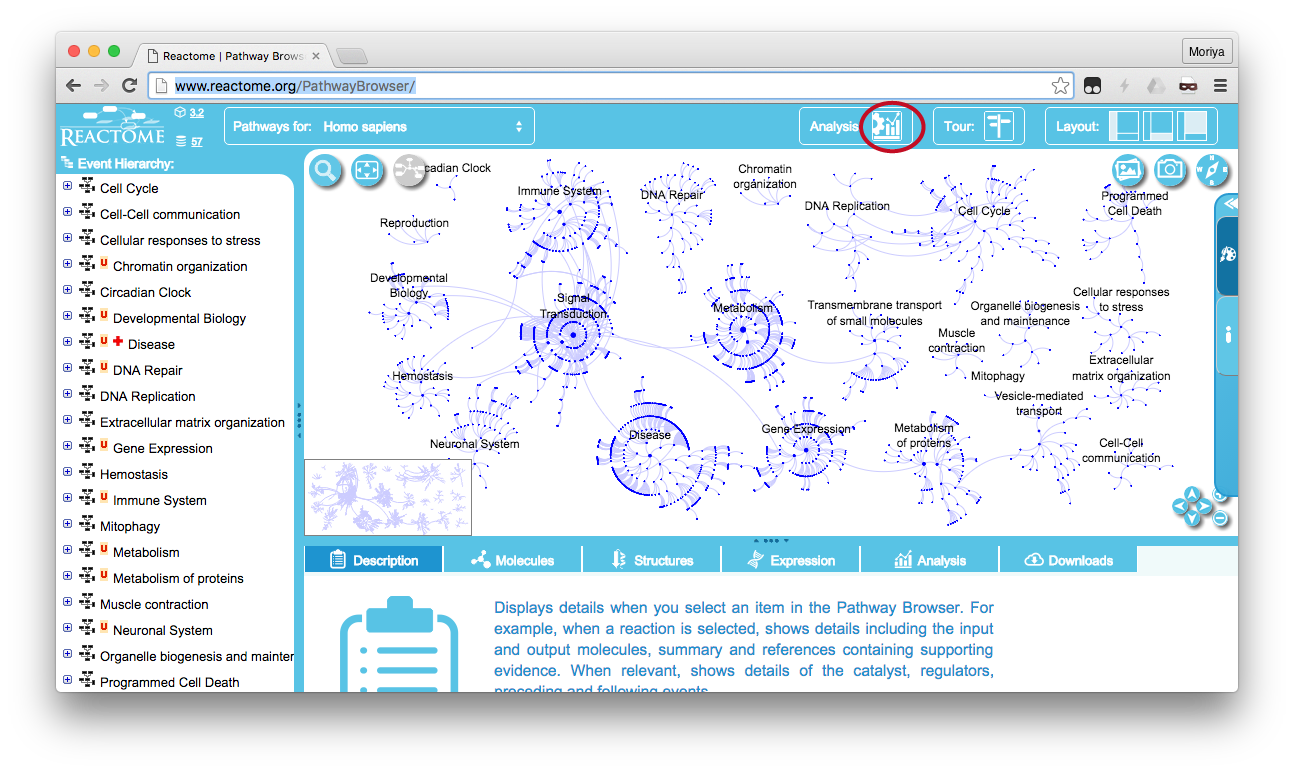 Reactome | Pathway Brows
Moriya
www.reactome.org/PathwayBrowser/
REACTOME
3.2
57
Pathways for: Homo sapiens
Analysis
Tour:
Layout:
Event Hierarchy:
Cell Cycle
Cell-Cell communication
Cellular responses to stress
U Chromatin organization
Circadian Clock
U Developmental Biology
U Disease
U DNA Repair
DNA Replication
Extracellular matrix organization
U Gene Expression
Hemostasis
U Immune System
Mitophagy
U Metabolism
U Metabolism of proteins
Muscle contraction
U Neuronal System
Organelle biogenesis and mainter
Programmed Cell Death
cadian Clock
Immune System
DNA Repair
Chromatin
organization
Reproduction
DNA Replication
Cell Cycle
Programmed
Cell Death
Developmental
Biology
Signal
Transduction
Metabolism
Transmembrane transport
of small molecules
Organelle biogenesis
and maintenance
Cellular responses
to stress
Muscle
contraction
Hemostasis
Mitophagy
Extracellular
matrix organization
Vesicle-mediated
transport
Neuronal System
Disease
Gene Expression
Metabolism
of proteins
Cell-Cell
communication
Description
Molecules
Structures
Expression
Analysis
Downloads
Displays details when you select an item in the Pathway Browser. For
example, when a reaction is selected, shows details including the input
and output molecules, summary and references containing supporting
evidence. When relevant, shows details of the catalyst, regulators,
preceding and following events.